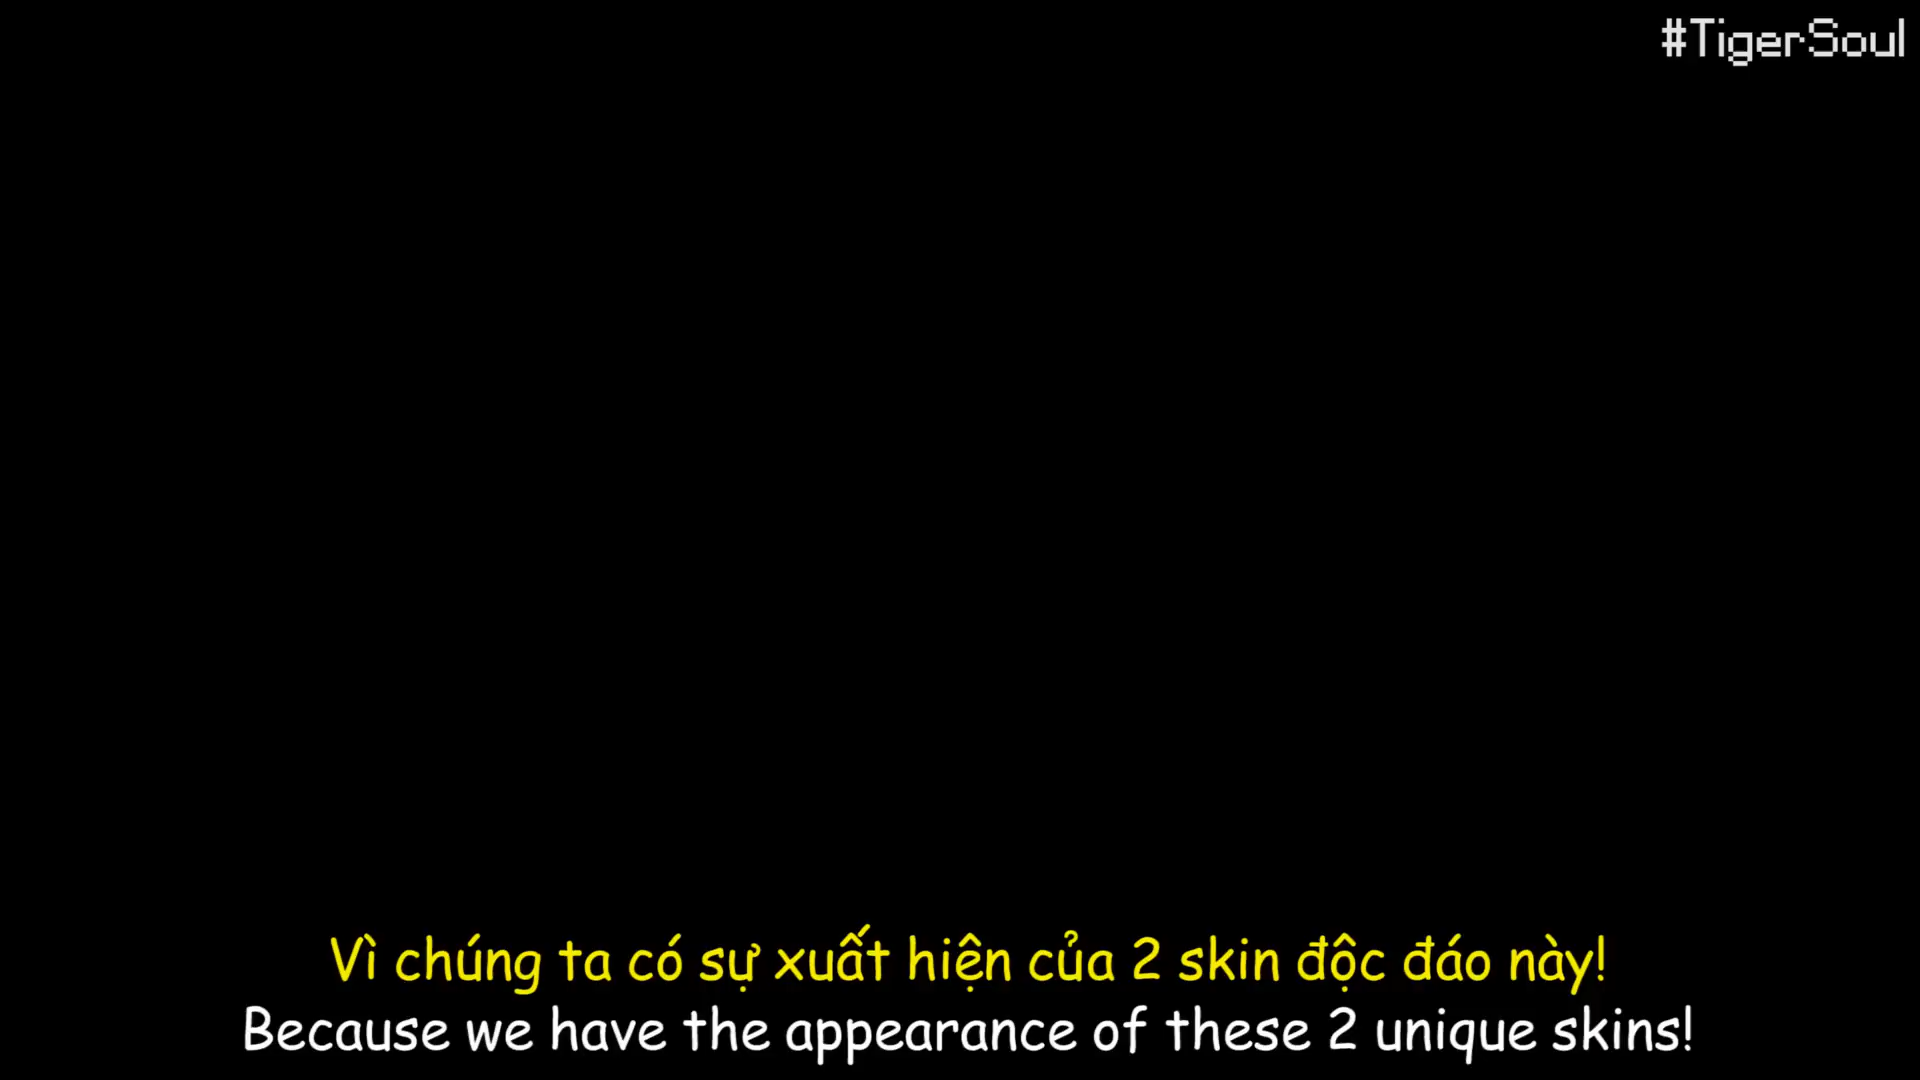 #TigerSoul
Vì chúng ta có sự xuất hiện của 2 skin độc đáo này!
Because we have the appearance of these 2 unique skins!